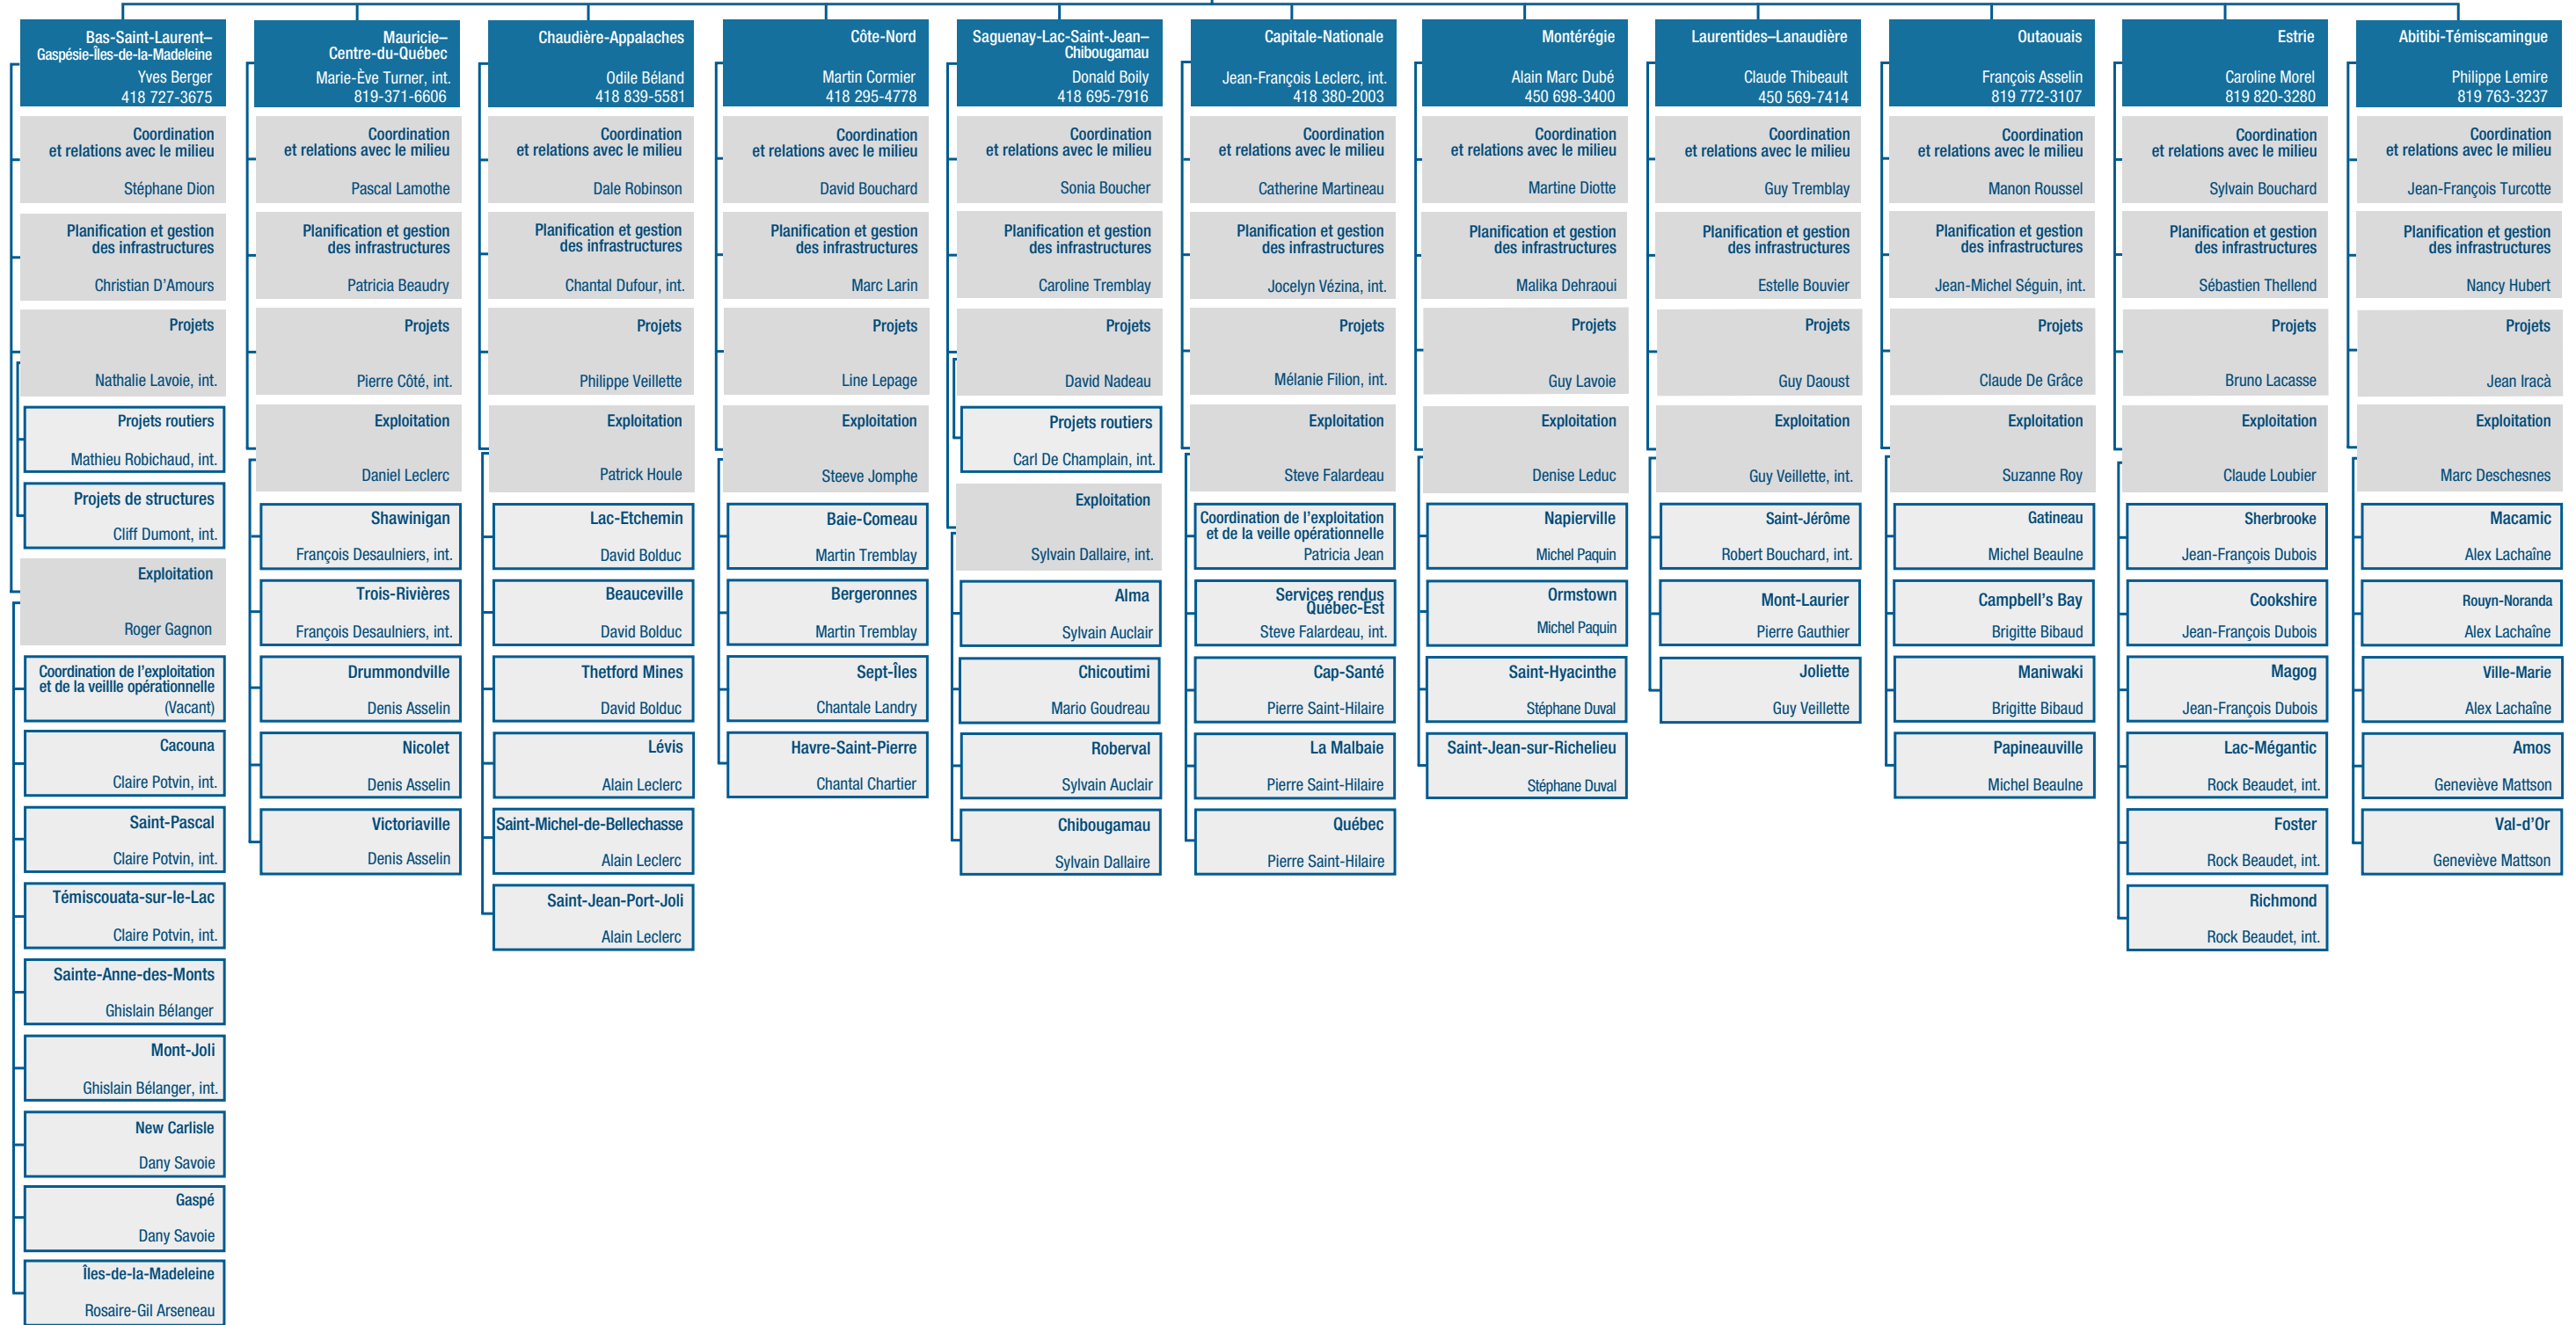 Bas-Saint-Laurent–
Gaspésie-Îles-de-la-Madeleine
Yves Berger
418 727-3675
Coordination
et relations avec le milieu
Stéphane Dion
Planification et gestion
des infrastructures
Christian D'Amours
Projets
Nathalie Lavoie, int.
Projets routiers
Mathieu Robichaud, int.
Projets de structures
Cliff Dumont, int.
Exploitation
Roger Gagnon
Coordination de l'exploitation
et de la veillle opérationnelle
(Vacant)
Cacouna
Claire Potvin, int.
Saint-Pascal
Claire Potvin, int.
Témiscouata-sur-le-Lac
Claire Potvin, int.
Sainte-Anne-des-Monts
Ghislain Bélanger
Mont-Joli
Ghislain Bélanger, int.
New Carlisle
Dany Savoie
Gaspé
Dany Savoie
Îles-de-la-Madeleine
Rosaire-Gil Arseneau
Mauricie–
Centre-du-Québec
Marie-Ève Turner, int.
819-371-6606
Coordination
et relations avec le milieu
Pascal Lamothe
Planification et gestion
des infrastructures
Patricia Beaudry
Projets
Pierre Côté, int.
Exploitation
Daniel Leclerc
Shawinigan
François Desaulniers, int.
Trois-Rivières
François Desaulniers, int.
Drummondville
Denis Asselin
Nicolet
Denis Asselin
Victoriaville
Denis Asselin
Chaudière-Appalaches
Odile Béland
418 839-5581
Coordination
et relations avec le milieu
Dale Robinson
Planification et gestion
des infrastructures
Chantal Dufour, int.
Projets
Philippe Veillette
Exploitation
Patrick Houle
Lac-Etchemin
David Bolduc
Beauceville
David Bolduc
Thetford Mines
David Bolduc
Lévis
Alain Leclerc
Saint-Michel-de-Bellechasse
Alain Leclerc
Saint-Jean-Port-Joli
Alain Leclerc
Côte-Nord
Martin Cormier
418 295-4778
Coordination
et relations avec le milieu
David Bouchard
Planification et gestion
des infrastructures
Marc Larin
Projets
Line Lepage
Exploitation
Steeve Jomphe
Baie-Comeau
Martin Tremblay
Bergeronnes
Martin Tremblay
Sept-Îles
Chantale Landry
Havre-Saint-Pierre
Chantal Chartier
Saguenay-Lac-Saint-Jean–
Chibougamau
Donald Boily
418 695-7916
Coordination
et relations avec le milieu
Sonia Boucher
Planification et gestion
des infrastructures
Caroline Tremblay
Projets
David Nadeau
Projets routiers
Carl De Champlain, int.
Exploitation
Sylvain Dallaire, int.
Alma
Sylvain Auclair
Chicoutimi
Mario Goudreau
Roberval
Sylvain Auclair
Chibougamau
Sylvain Dallaire
Capitale-Nationale
Jean-François Leclerc, int.
418 380-2003
Coordination
et relations avec le milieu
Catherine Martineau
Planification et gestion
des infrastructures
Jocelyn Vézina, int.
Projets
Mélanie Filion, int.
Exploitation
Steve Falardeau
Coordination de l'exploitation
et de la veille opérationnelle
Patricia Jean
Services rendus
Québec-Est
Steve Falardeau, int.
Cap-Santé
Pierre Saint-Hilaire
La Malbaie
Pierre Saint-Hilaire
Québec
Pierre Saint-Hilaire
Montérégie
Alain Marc Dubé
450 698-3400
Coordination
et relations avec le milieu
Martine Diotte
Planification et gestion
des infrastructures
Malika Dehraoui
Projets
Guy Lavoie
Exploitation
Denise Leduc
Napierville
Michel Paquin
Ormstown
Michel Paquin
Saint-Hyacinthe
Stéphane Duval
Saint-Jean-sur-Richelieu
Stéphane Duval
Laurentides–Lanaudière
Claude Thibeault
450 569-7414
Coordination
et relations avec le milieu
Guy Tremblay
Planification et gestion
des infrastructures
Estelle Bouvier
Projets
Guy Daoust
Exploitation
Guy Veillette, int.
Saint-Jérôme
Robert Bouchard, int.
Mont-Laurier
Pierre Gauthier
Joliette
Guy Veillette
Outaouais
François Asselin
819 772-3107
Coordination
et relations avec le milieu
Manon Roussel
Planification et gestion
des infrastructures
Jean-Michel Séguin, int.
Projets
Claude De Grâce
Exploitation
Suzanne Roy
Gatineau
Michel Beaulne
Campbell's Bay
Brigitte Bibaud
Maniwaki
Brigitte Bibaud
Papineauville
Michel Beaulne
Estrie
Caroline Morel
819 820-3280
Coordination
et relations avec le milieu
Sylvain Bouchard
Planification et gestion
des infrastructures
Sébastien Thellend
Projets
Bruno Lacasse
Exploitation
Claude Loubier
Sherbrooke
Jean-François Dubois
Cookshire
Jean-François Dubois
Magog
Jean-François Dubois
Lac-Mégantic
Rock Beaudet, int.
Foster
Rock Beaudet, int.
Richmond
Rock Beaudet, int.
Abitibi-Témiscamingue
Philippe Lemire
819 763-3237
Coordination
et relations avec le milieu
Jean-François Turcotte
Planification et gestion
des infrastructures
Nancy Hubert
Projets
Jean Iracà
Exploitation
Marc Deschesnes
Macamic
Alex Lachaîne
Rouyn-Noranda
Alex Lachaîne
Ville-Marie
Alex Lachaîne
Amos
Geneviève Mattson
Val-d'Or
Geneviève Mattson